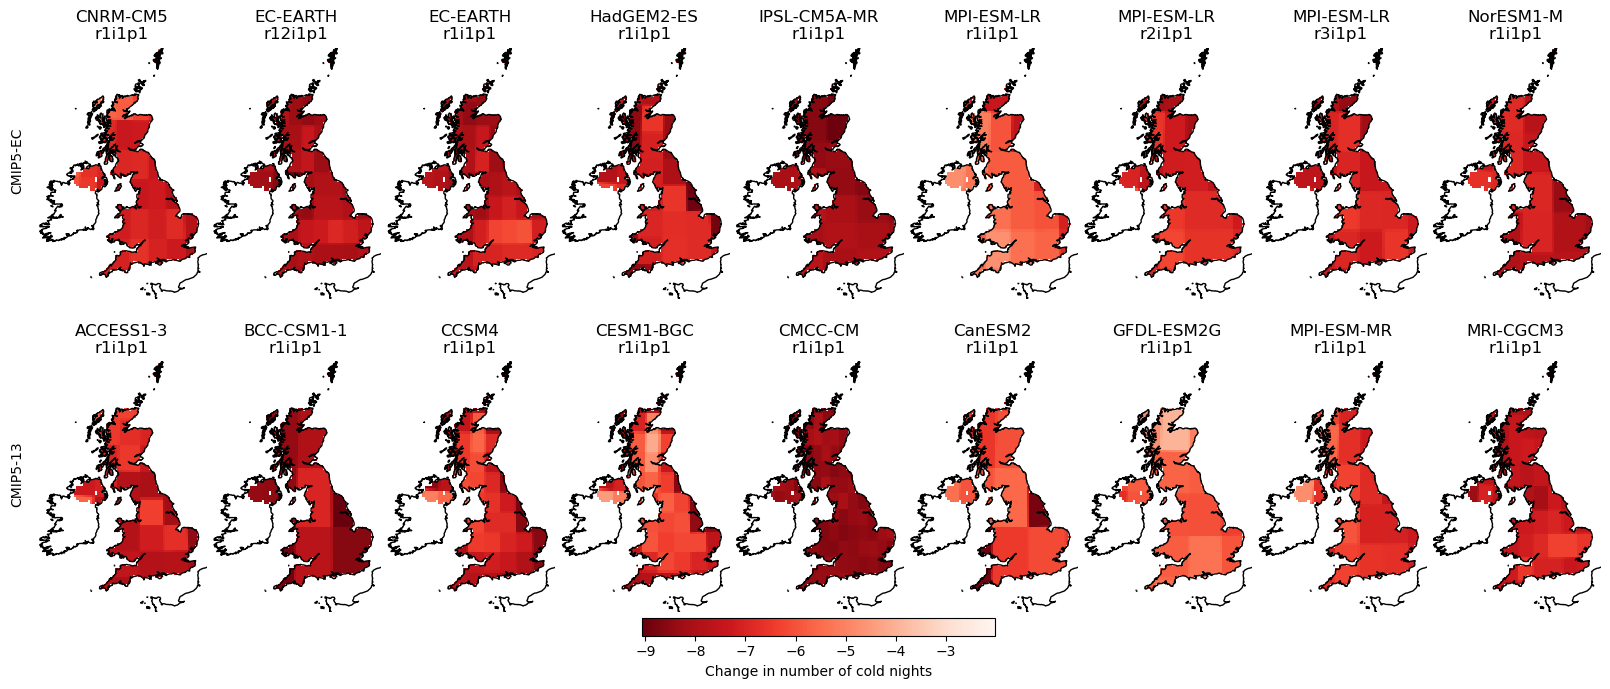 CNRM-CM5 EC-EARTH EC-EARTH HadGEM2-ES IPSL-CM5A-MR MPI-ESM-LR MPI-ESM-LR MPI-ESM-LR NorESM1-M
r1i1p1 r12i1p1 r1i1p1 r1i1p1 r1i1p1 r1i1p1 r2i1p1 r3i1p1 r1i1p1
CMIP5-EC
ACCESS1-3 BCC-CSM1-1 CCSM4 CESM1-BGC CMCC-CM CanESM2 GFDL-ESM2G MPI-ESM-MR MRI-CGCM3
r1i1p1 r1i1p1 r1i1p1 r1i1p1 r1i1p1 r1i1p1 r1i1p1 r1i1p1 r1i1p1
CMIP5-13
−9 −8 −7 −6 −5 −4 −3
Change in number of cold nights